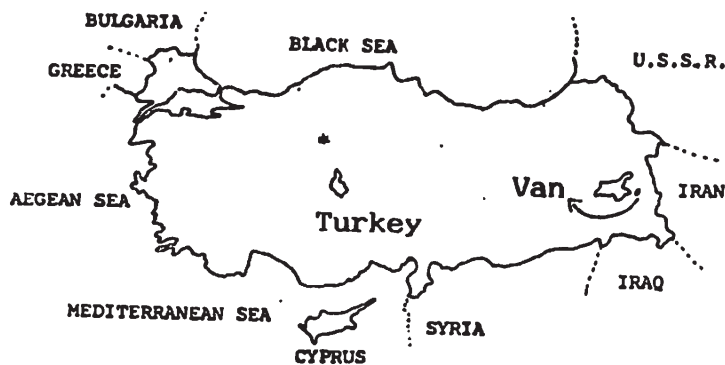 BULGARIA
BLACK SEA
U.S.S.R.
GREECE
Van
IRAN
AEGEAN SEA
Turkey
IRAQ
MEDITERRANEAN SEA
SYRIA
CYPRUS